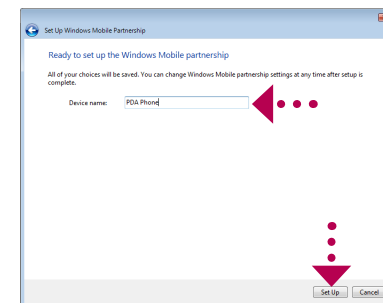 Set Up Windows Mobile Partnership
Ready to set up the Windows Mobile partnership
All of your choices will be saved. You can change Windows Mobile partnership settings at any time after setup is
complete.
Device name: PDA Phone
Set Up Cancel